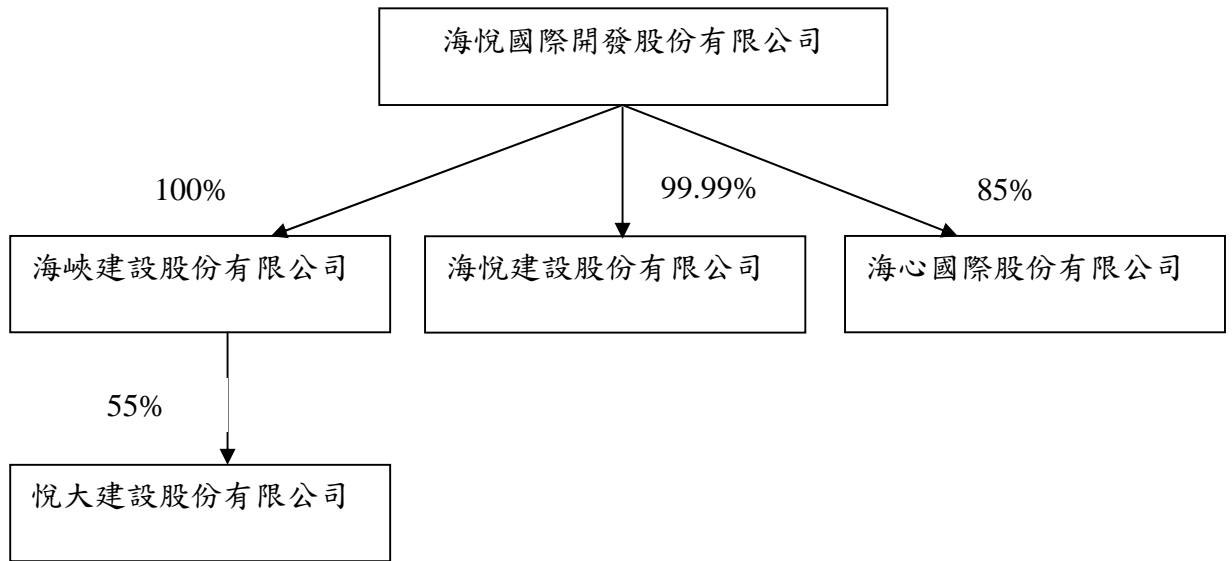 海悅國際開發股份有限公司
100%
99.99%
85%
海峽建設股份有限公司
海悅建設股份有限公司
海心國際股份有限公司
55%
悅大建設股份有限公司